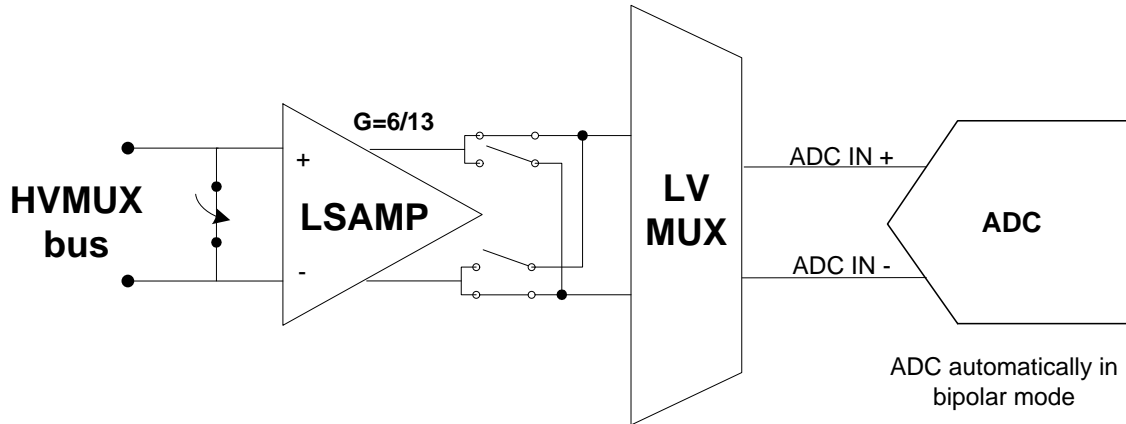 G=6/13
HVMUX
bus
+
LSAMP
-
LV
MUX
ADC IN +
ADC IN -
ADC
ADC automatically in
bipolar mode